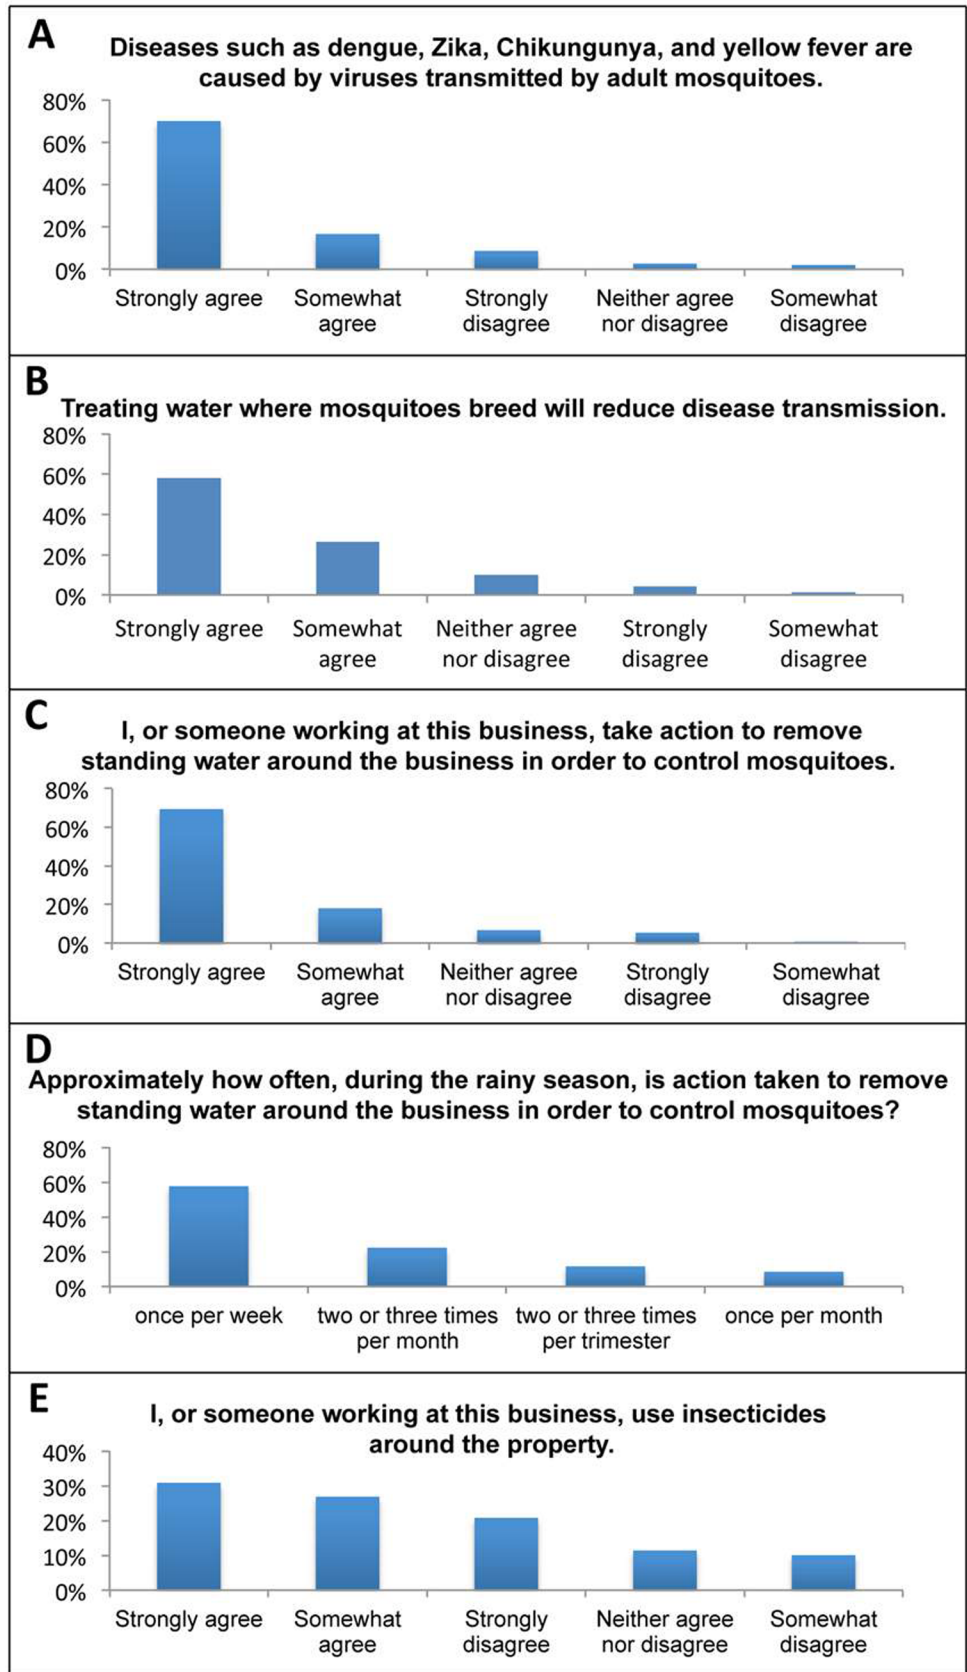 A
Diseases such as dengue, Zika, Chikungunya, and yellow fever are
caused by viruses transmitted by adult mosquitoes.
80%
60%
40%
20%
0%
Strongly agree
Somewhat
agree
Strongly
disagree
Neither agree
nor disagree
Somewhat
disagree
B
Treating water where mosquitoes breed will reduce disease transmission.
80%
60%
40%
20%
0%
Strongly agree
Somewhat
agree
Neither agree
nor disagree
Strongly
disagree
Somewhat
disagree
C
I, or someone working at this business, take action to remove
standing water around the business in order to control mosquitoes.
80%
60%
40%
20%
0%
Strongly agree
Somewhat
agree
Neither agree
nor disagree
Strongly
disagree
Somewhat
disagree
D
Approximately how often, during the rainy season, is action taken to remove
standing water around the business in order to control mosquitoes?
80%
60%
40%
20%
0%
once per week
two or three times
per month
two or three times
per trimester
once per month
E
I, or someone working at this business, use insecticides
around the property.
40%
30%
20%
10%
0%
Strongly agree
Somewhat
agree
Strongly
disagree
Neither agree
nor disagree
Somewhat
disagree